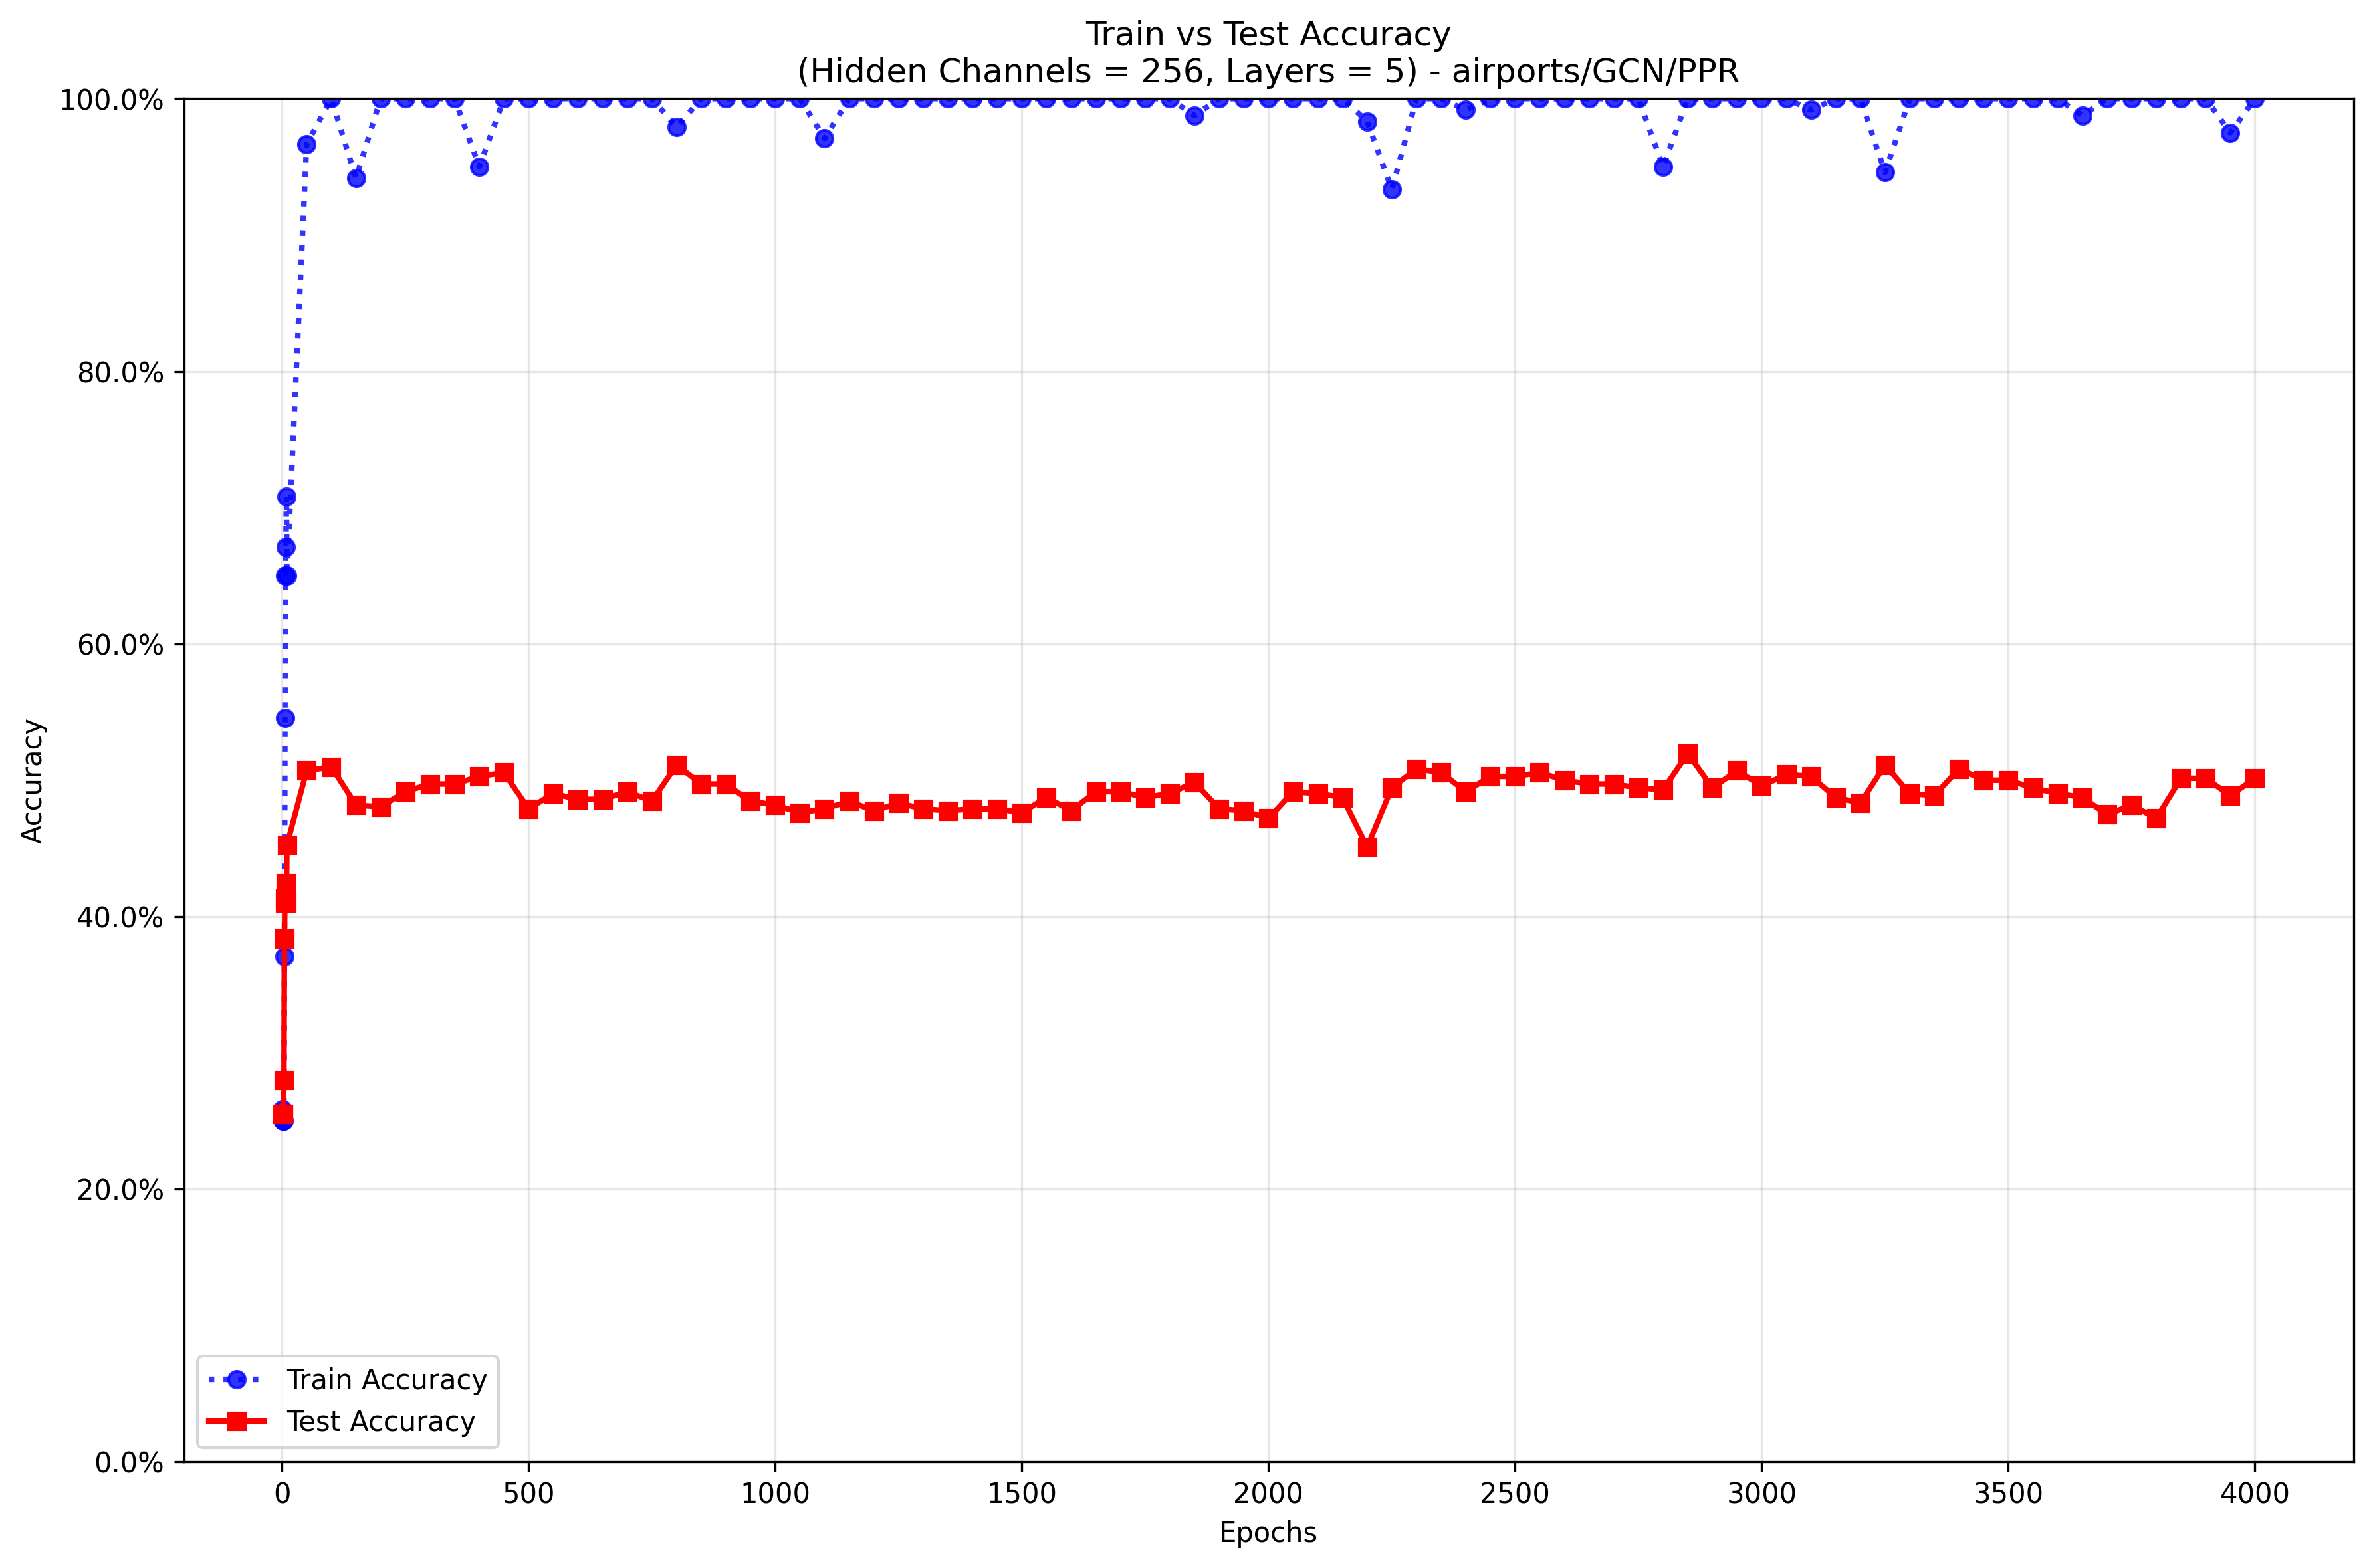 Train vs Test Accuracy
(Hidden Channels = 256, Layers = 5) - airports/GCN/PPR
100.0%
80.0%
60.0%
40.0%
20.0%
0.0%
Accuracy
Train Accuracy
Test Accuracy
0 500 1000 1500 2000 2500 3000 3500 4000
Epochs